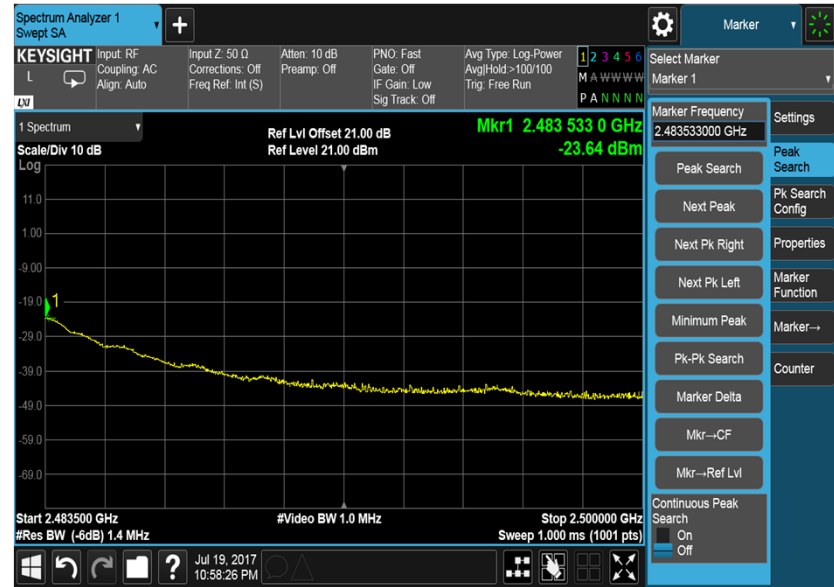 Spectrum Analyzer 1
Swept SA
+
Marker
KEYSIGHT
L
LXI
Input: RF
Coupling: AC
Align: Auto
Input Z: 50 Ω
Corrections: Off
Freq Ref: Int (S)
Atten: 10 dB
Preamp: Off
PNO: Fast
Gate: Off
IF Gain: Low
Sig Track: Off
Avg Type: Log-Power
Avg|Hold:>100/100
Trig: Free Run
1 2 3 4 5 6
M A W W W W
P A N N N N
Select Marker
Marker 1
1 Spectrum
Scale/Div 10 dB
Log
Ref Lvl Offset 21.00 dB
Ref Level 21.00 dBm
Mkr1 2.483 533 0 GHz
-23.64 dBm
11.0
1.00
-9.00
-19.0
-29.0
-39.0
-49.0
-59.0
-69.0
1
Start 2.483500 GHz
#Res BW (-6dB) 1.4 MHz
#Video BW 1.0 MHz
Stop 2.500000 GHz
Sweep 1.000 ms (1001 pts)
Marker Frequency
2.483533000 GHz
Peak Search
Next Peak
Next Pk Right
Next Pk Left
Minimum Peak
Pk-Pk Search
Marker Delta
Mkr→CF
Mkr→Ref Lvl
Continuous Peak
Search
On
Off
Settings
Peak
Search
Pk Search
Config
Properties
Marker
Function
Marker→
Counter
?
Jul 19, 2017
10:58:26 PM